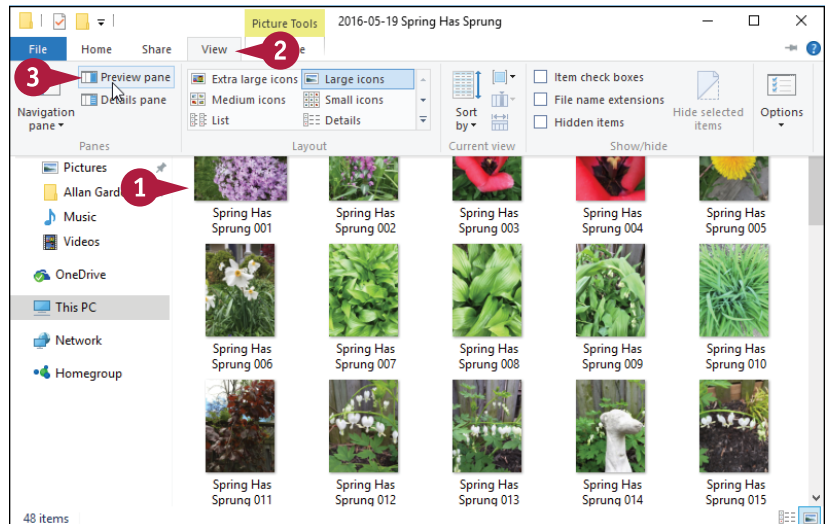 Picture Tools 2016-05-19 Spring Has Sprung
File Home Share View 2 e
3 Preview pane
Details pane
Navigation
pane
Panes
Extra large icons Large icons
Medium icons Small icons
List Details
Layout
Sort
by
Current view
Item check boxes
File name extensions
Hidden items
Hide selected
items
Show/hide
Options
Pictures
Allan Gard
1
Music
Videos
OneDrive
This PC
Network
Homegroup
Spring Has Spring Has Spring Has Spring Has Spring Has
Sprung 001 Sprung 002 Sprung 003 Sprung 004 Sprung 005
Spring Has Spring Has Spring Has Spring Has Spring Has
Sprung 006 Sprung 007 Sprung 008 Sprung 009 Sprung 010
Spring Has Spring Has Spring Has Spring Has Spring Has
Sprung 011 Sprung 012 Sprung 013 Sprung 014 Sprung 015
48 items